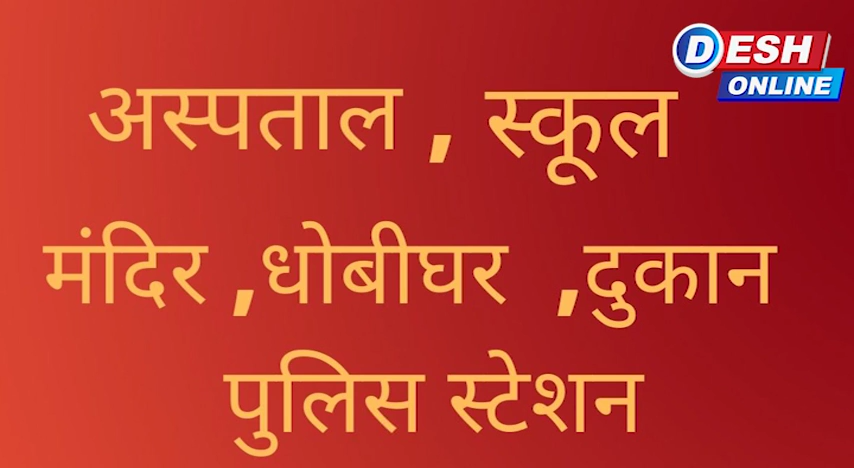 DESH
ONLINE
अस्पताल , स्कूल
मंदिर ,धोबीघर ,दुकान
पुलिस स्टेशन